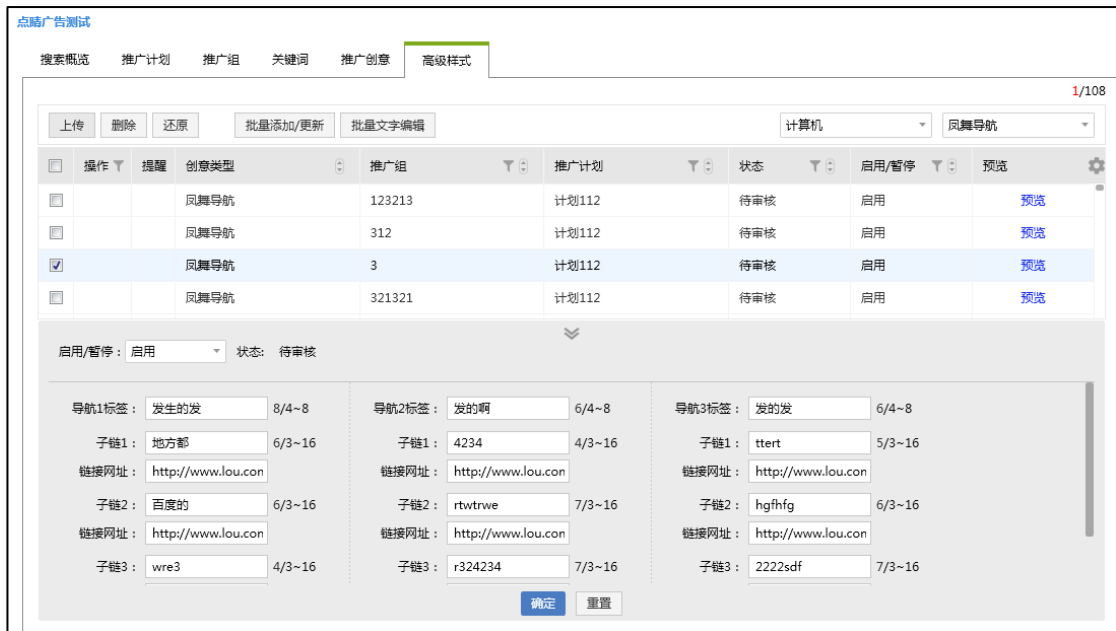 点睛广告测试
搜索概览 推广计划 推广组 关键词 推广创意 高级样式
1/108
上传 删除 还原 批量添加/更新 批量文字编辑 计算机 凤舞导航
操作 提醒 创意类型 推广组 推广计划 状态 启用/暂停 预览
凤舞导航 123213 计划112 待审核 启用 预览
凤舞导航 312 计划112 待审核 启用 预览
凤舞导航 3 计划112 待审核 启用 预览
凤舞导航 321321 计划112 待审核 启用 预览
启用/暂停：启用 状态: 待审核
导航1标签： 发生的发 8/4~8 导航2标签： 发的啊 6/4~8 导航3标签： 发的发 6/4~8
子链1： 地方都 6/3~16 子链1： 4234 4/3~16 子链1： ttert 5/3~16
链接网址： http://www.lou.con 链接网址： http://www.lou.con 链接网址： http://www.lou.con
子链2： 百度的 6/3~16 子链2： rtwtrwe 7/3~16 子链2： hgfhfg 6/3~16
链接网址： http://www.lou.con 链接网址： http://www.lou.con 链接网址： http://www.lou.con
子链3： wre3 4/3~16 子链3： r324234 7/3~16 子链3： 2222sdf 7/3~16
确定 重置